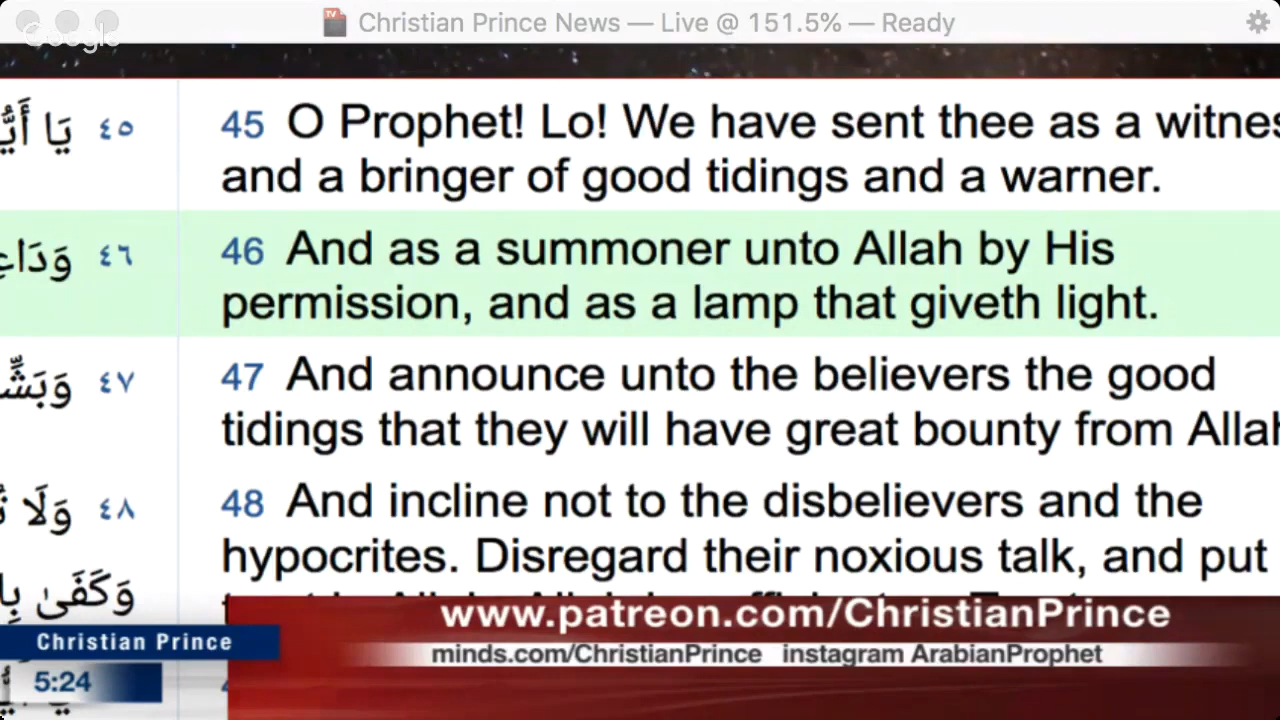 Christian Prince News — Live @ 151.5% — Ready
Google
45 O Prophet! Lo! We have sent thee as a witnes
يَا أَيُّ ٤٥
and a bringer of good tidings and a warner.
46 And as a summoner unto Allah by His
وَدَاعِ ٤٦
permission, and as a lamp that giveth light.
47 And announce unto the believers the good
وَبَشِّ ٤٧
tidings that they will have great bounty from Allah
48 And incline not to the disbelievers and the
وَلَا ٤٨
hypocrites. Disregard their noxious talk, and put
وَكَفَىٰ بِا
www.patreon.com/ChristianPrince
Christian Prince
minds.com/ChristianPrince instagram ArabianProphet
5:24